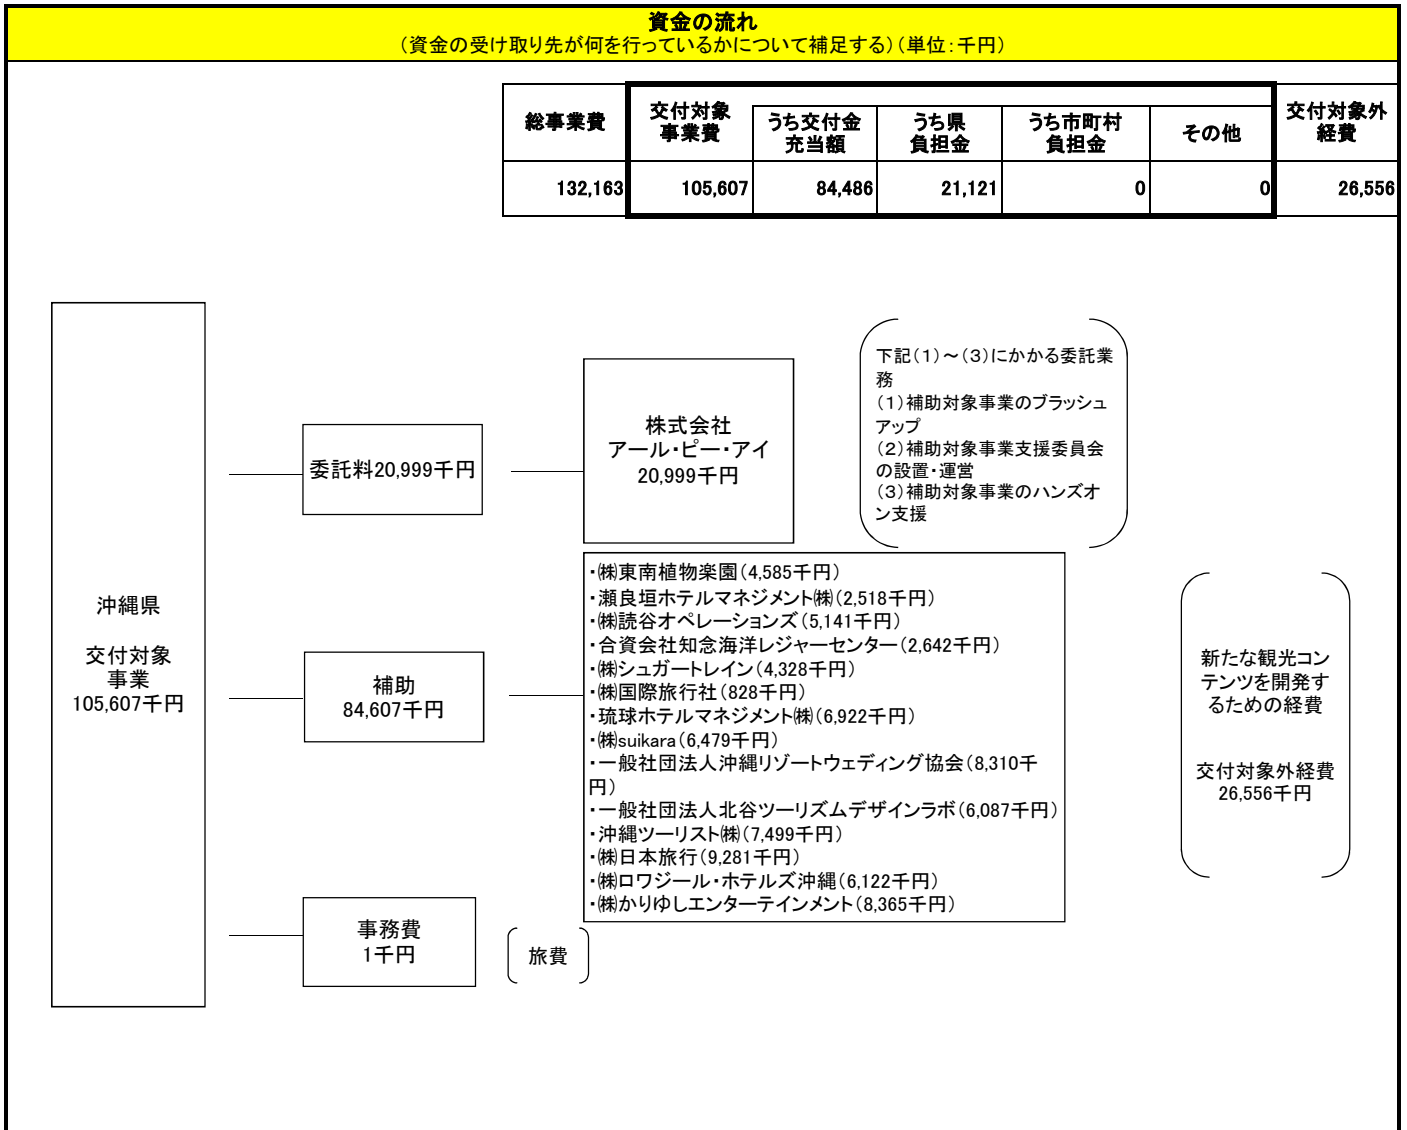 資金の流れ
（資金の受け取り先が何を行っているかについて補足する）（単位：千円）
総事業費
交付対象
事業費
うち交付金
充当額
うち県
負担金
うち市町村
負担金
その他
交付対象外
経費
132,163
105,607
84,486
21,121
0
0
26,556
沖縄県
交付対象
事業
105,607千円
委託料20,999千円
株式会社
アール・ピー・アイ
20,999千円
下記（１）～（３）にかかる委託業
務
（１）補助対象事業のブラッシュ
アップ
（２）補助対象事業支援委員会
の設置・運営
（３）補助対象事業のハンズオ
ン支援
補助
84,607千円
・㈱東南植物楽園（4,585千円）
・瀬良垣ホテルマネジメント㈱（2,518千円）
・㈱読谷オペレーションズ（5,141千円）
・合資会社知念海洋レジャーセンター（2,642千円）
・㈱シュガートレイン（4,328千円）
・㈱国際旅行社（828千円）
・琉球ホテルマネジメント㈱（6,922千円）
・㈱suikara（6,479千円）
・一般社団法人沖縄リゾートウェディング協会（8,310千
円）
・一般社団法人北谷ツーリズムデザインラボ（6,087千円）
・沖縄ツーリスト㈱（7,499千円）
・㈱日本旅行（9,281千円）
・㈱ロワジール・ホテルズ沖縄（6,122千円）
・㈱かりゆしエンターテインメント（8,365千円）
新たな観光コン
テンツを開発す
るための経費
交付対象外経費
26,556千円
事務費
1千円
旅費